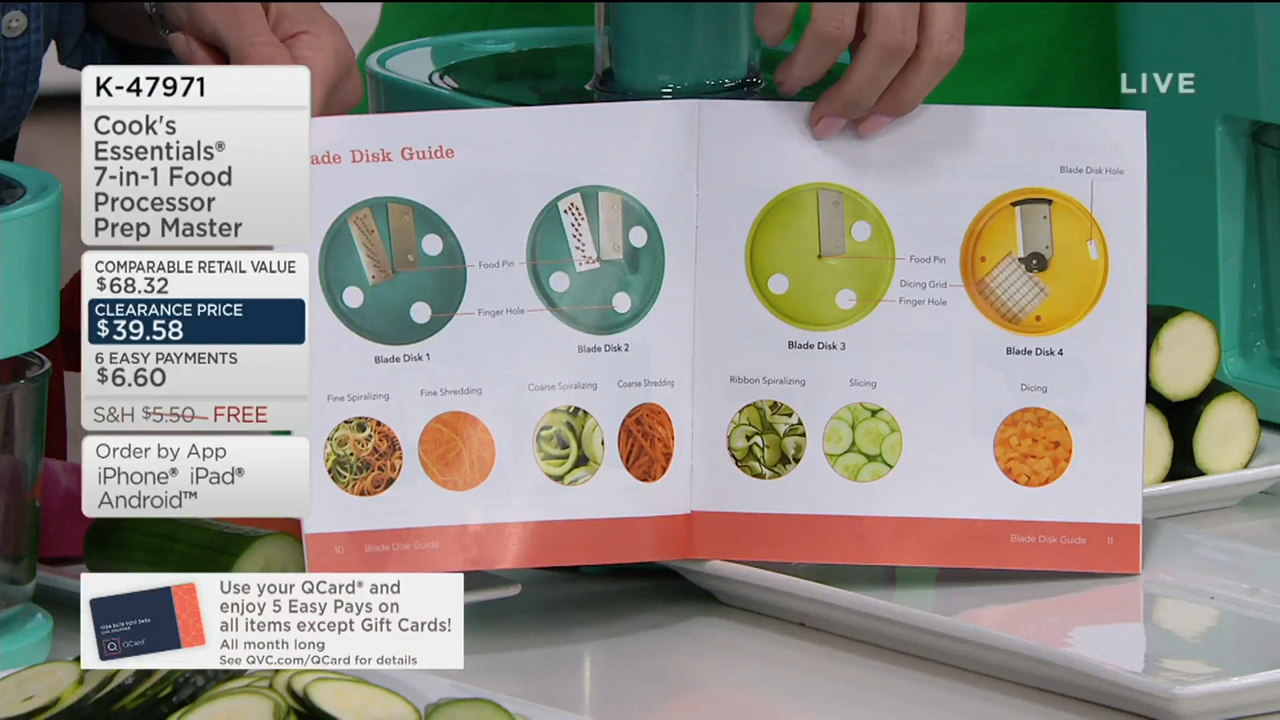 K-47971
Cook's
Essentials®
7-in-1 Food
Processor
Prep Master
COMPARABLE RETAIL VALUE
$68.32
CLEARANCE PRICE
$39.58
6 EASY PAYMENTS
$6.60
S&H $5.50 FREE
Order by App
iPhone® iPad®
Android™
Use your QCard® and
enjoy 5 Easy Pays on
all items except Gift Cards!
All month long
See QVC.com/QCard for details
QCard
LIVE
ade Disk Guide
Food Pin
Finger Hole
Blade Disk 1
Blade Disk 2
Fine Spiralizing
Fine Shredding
Coarse Spiralizing
Coarse Shredding
10 Blade Disk Guide
Blade Disk Hole
Food Pin
Dicing Grid
Finger Hole
Blade Disk 3
Blade Disk 4
Ribbon Spiralizing
Slicing
Dicing
Blade Disk Guide 11